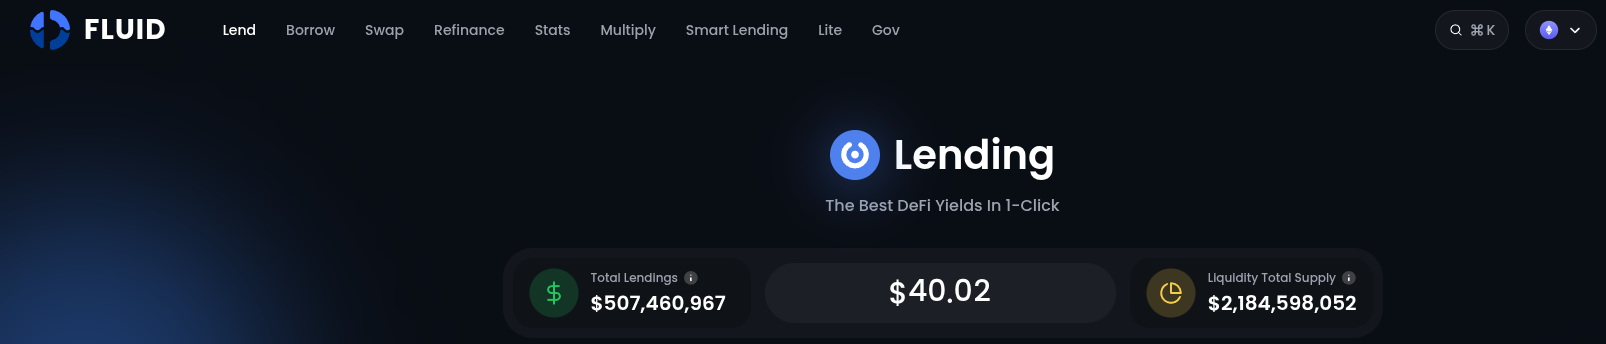 FLUID Lend Borrow Swap Refinance Stats Multiply Smart Lending Lite Gov ⌘ K
Lending
The Best DeFi Yields In 1-Click
Total Lendings
$507,460,967
$40.02
Liquidity Total Supply
$2,184,598,052